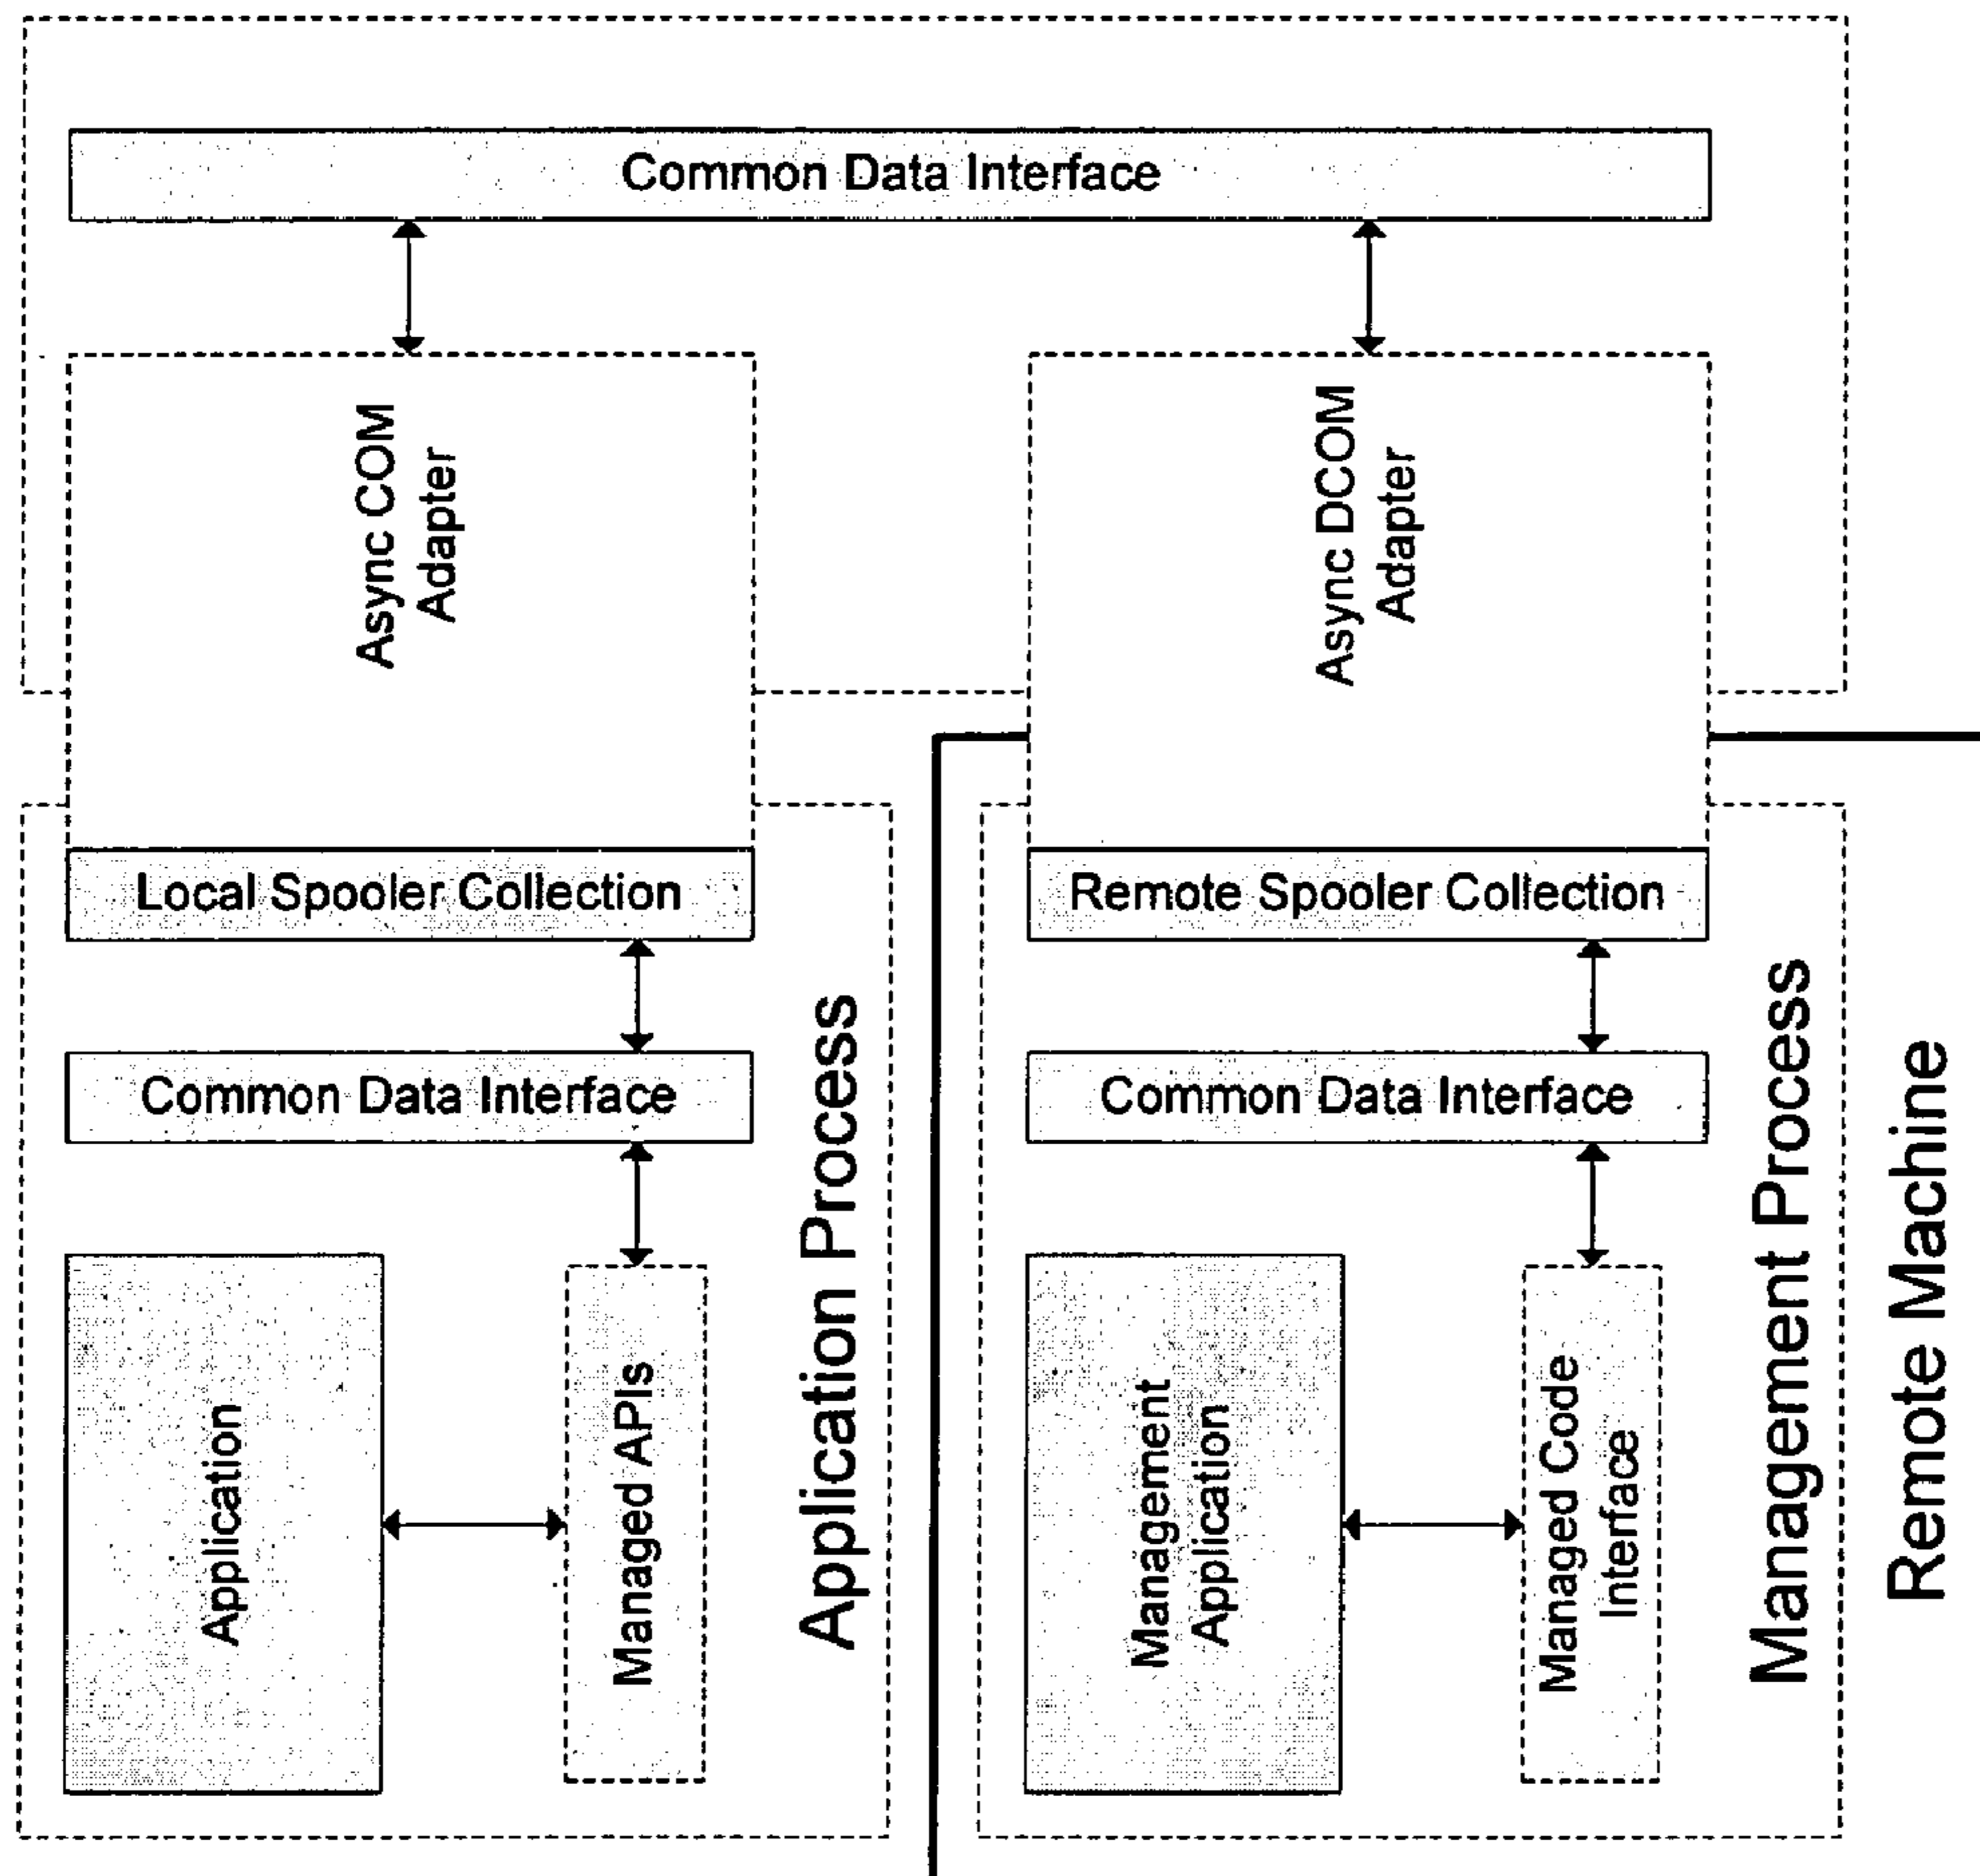 Common Data Interface
Async COM
Adapter
Async DCOM
Adapter
Local Spooler Collection
Remote Spooler Collection
Common Data Interface
Common Data Interface
Application
Managed APIs
Application Process
Management
Application
Managed Code
Interface
Management Process
Remote Machine